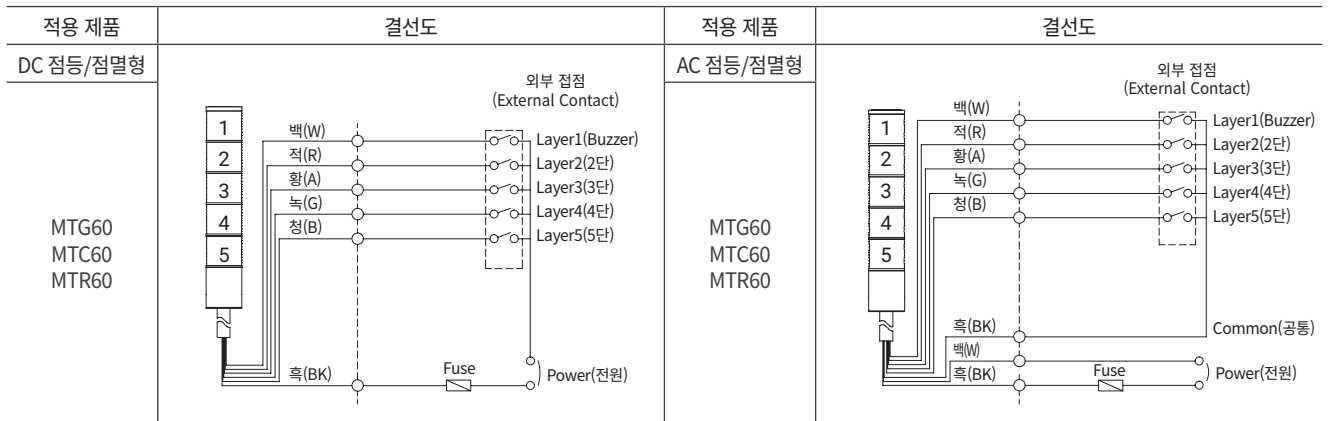 적용 제품
결선도
적용 제품
결선도
DC 점등/점멸형
MTG60
MTC60
MTR60
외부 접점
(External Contact)
1
2
3
4
5
백(W)
적(R)
황(A)
녹(G)
청(B)
Layer1(Buzzer)
Layer2(2단)
Layer3(3단)
Layer4(4단)
Layer5(5단)
흑(BK)
Fuse
Power(전원)
AC 점등/점멸형
MTG60
MTC60
MTR60
외부 접점
(External Contact)
1
2
3
4
5
백(W)
적(R)
황(A)
녹(G)
청(B)
Layer1(Buzzer)
Layer2(2단)
Layer3(3단)
Layer4(4단)
Layer5(5단)
흑(BK)
Common(공통)
백(W)
흑(BK)
Fuse
Power(전원)